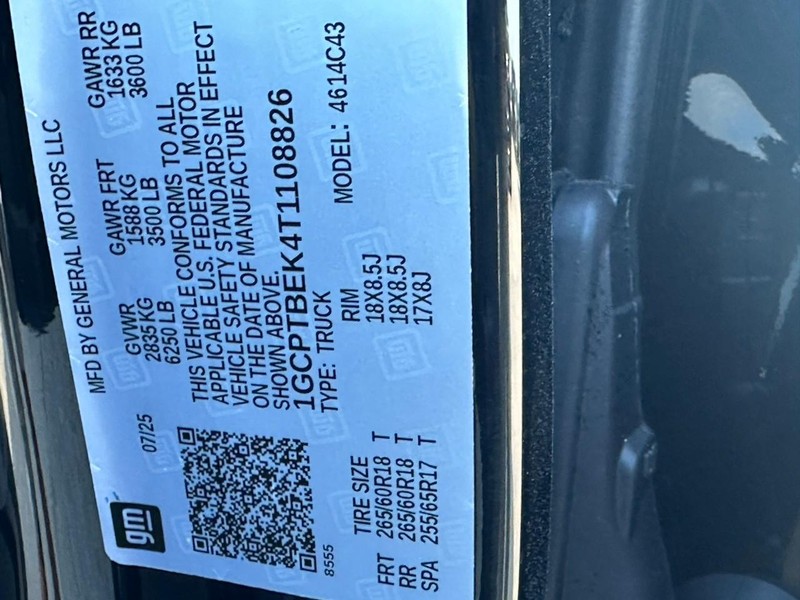 gm
07/25
MFD BY GENERAL MOTORS LLC
GVWR GAWR FRT GAWR RR
2835 KG 1588 KG 1633 KG
6250 LB 3500 LB 3600 LB
THIS VEHICLE CONFORMS TO ALL
APPLICABLE U.S. FEDERAL MOTOR
VEHICLE SAFETY STANDARDS IN EFFECT
ON THE DATE OF MANUFACTURE
SHOWN ABOVE.
1GCPTBEK4T1108826
TYPE: TRUCK MODEL: 4614C43
8555
TIRE SIZE RIM
FRT 265/60R18 T 18X8.5J
RR 265/60R18 T 18X8.5J
SPA 255/65R17 T 17X8J